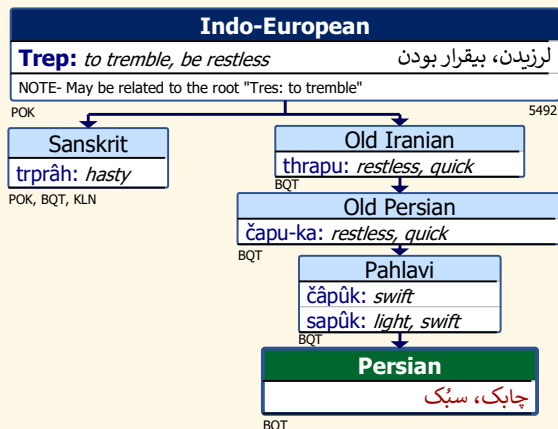 Indo-European
Trep: to tremble, be restless لرزیدن، بیقرار بودن
NOTE- May be related to the root "Tres: to tremble"
POK 5492
Sanskrit
trprâh: hasty
POK, BQT, KLN
Old Iranian
thrapu: restless, quick
BQT
Old Persian
čapu-ka: restless, quick
BQT
Pahlavi
čâpûk: swift
sapûk: light, swift
BQT
Persian
چابک، سبُک
BQT